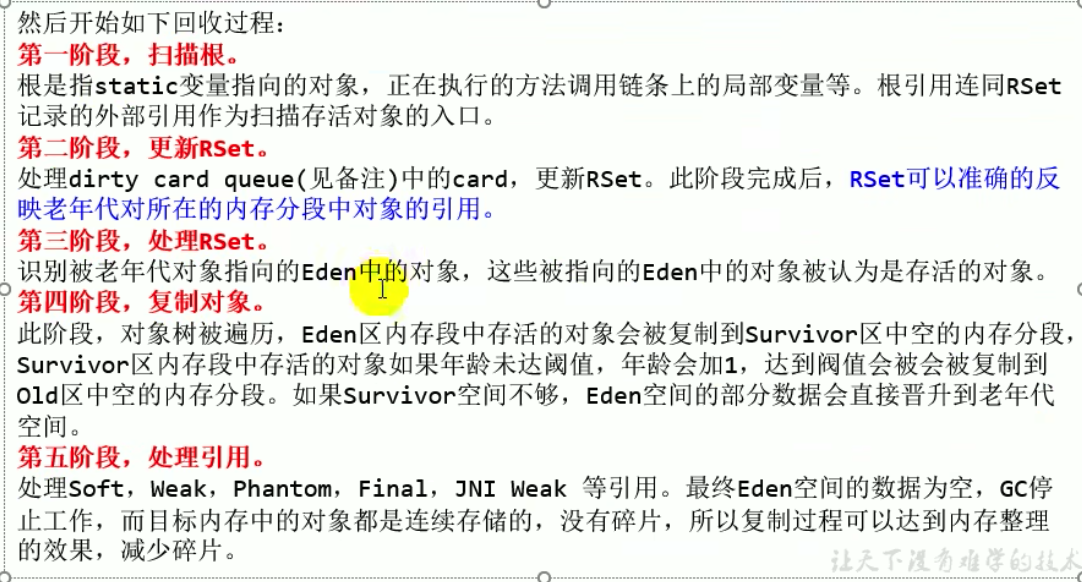 然后开始如下回收过程：
第一阶段，扫描根。
根是指static变量指向的对象，正在执行的方法调用链条上的局部变量等。根引用连同RSet
记录的外部引用作为扫描存活对象的入口。
第二阶段，更新RSet。
处理dirty card queue(见备注)中的card，更新RSet。此阶段完成后，RSet可以准确的反
映老年代对所在的内存分段中对象的引用。
第三阶段，处理RSet。
识别被老年代对象指向的Eden中的对象，这些被指向的Eden中的对象被认为是存活的对象。
第四阶段，复制对象。
此阶段，对象树被遍历，Eden区内存段中存活的对象会被复制到Survivor区中空的内存分段，
Survivor区内存段中存活的对象如果年龄未达阈值，年龄会加1，达到阀值会被会被复制到
Old区中空的内存分段。如果Survivor空间不够，Eden空间的部分数据会直接晋升到老年代
空间。
第五阶段，处理引用。
处理Soft，Weak，Phantom，Final，JNI Weak 等引用。最终Eden空间的数据为空，GC停
止工作，而目标内存中的对象都是连续存储的，没有碎片，所以复制过程可以达到内存整理
的效果，减少碎片。
让天下没有难学的技术